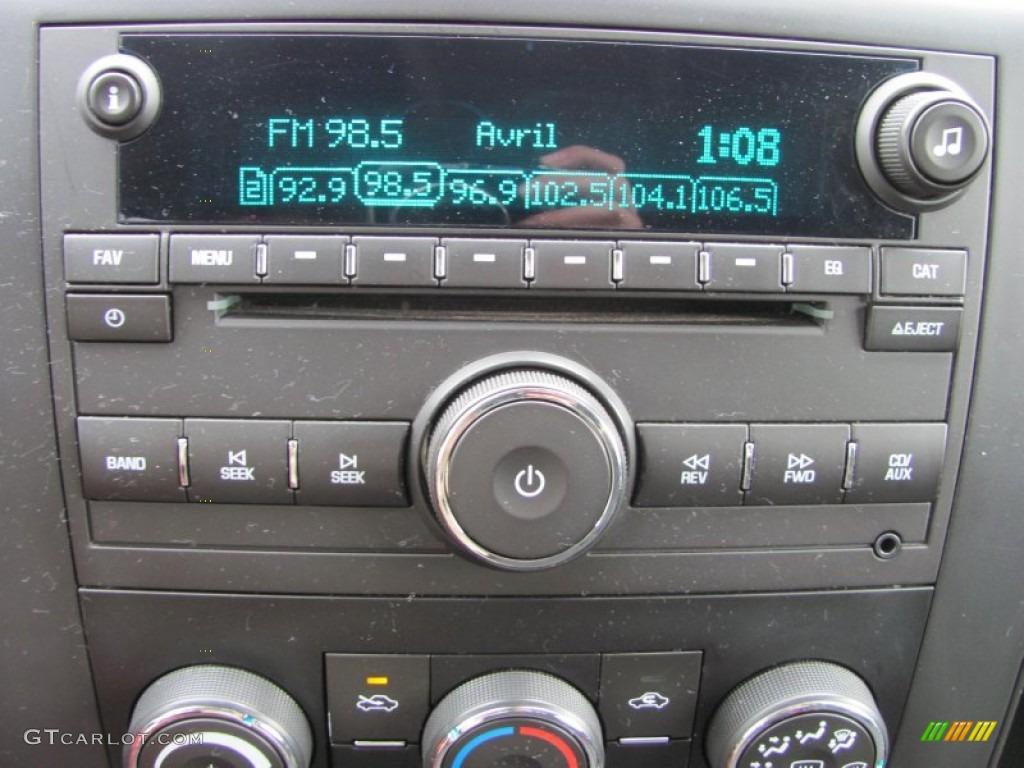 i
FM 98.5 Avril 1:08
2 92.9 98.5 96.9 102.5 104.1 106.5
FAV MENU EQ CAT
EJECT
BAND SEEK SEEK REV FWD CD/
AUX
GTCARLOT.COM